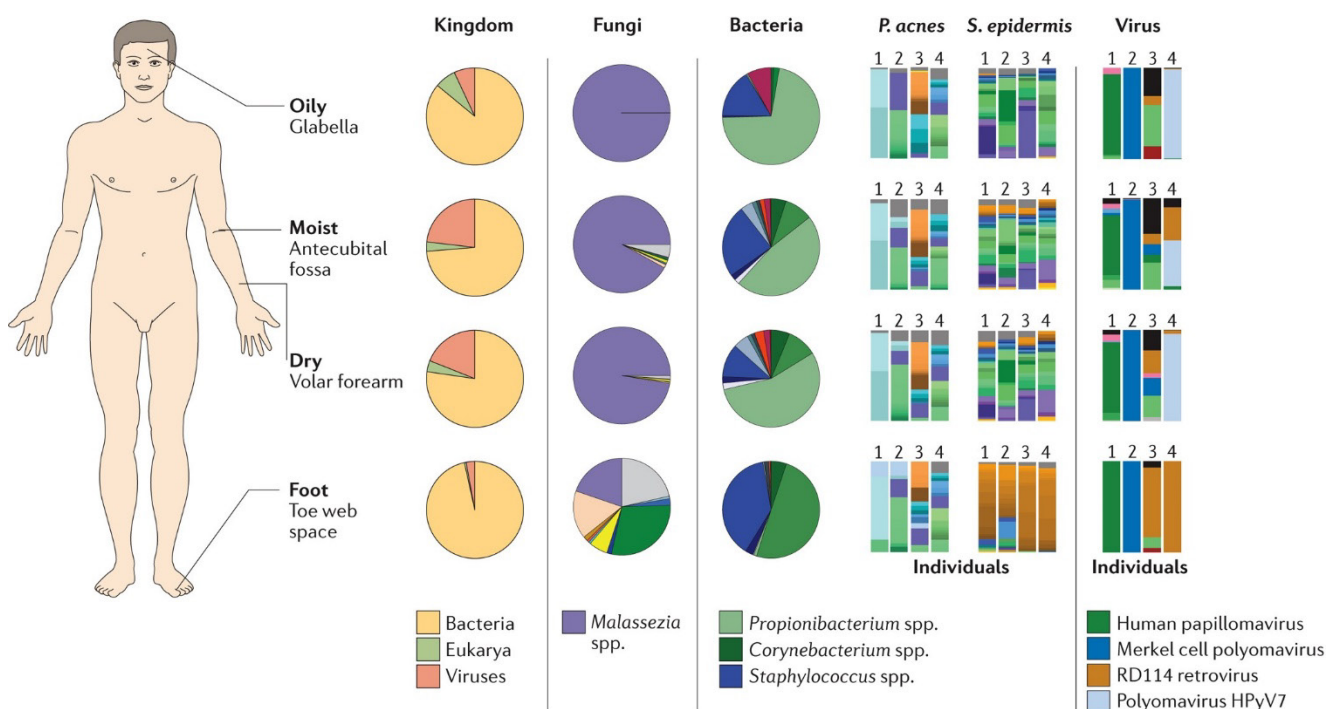 Kingdom
Fungi
Bacteria
P. acnes
S. epidermis
Virus
1 2 3 4
1 2 3 4
1 2 3 4
Oily
Glabella
1 2 3 4
1 2 3 4
1 2 3 4
Moist
Antecubital
fossa
1 2 3 4
1 2 3 4
1 2 3 4
Dry
Volar forearm
1 2 3 4
1 2 3 4
1 2 3 4
Foot
Toe web
space
Individuals
Individuals
Bacteria
Eukarya
Viruses
Malassezia
spp.
Propionibacterium spp.
Corynebacterium spp.
Staphylococcus spp.
Human papillomavirus
Merkel cell polyomavirus
RD114 retrovirus
Polyomavirus HPyV7